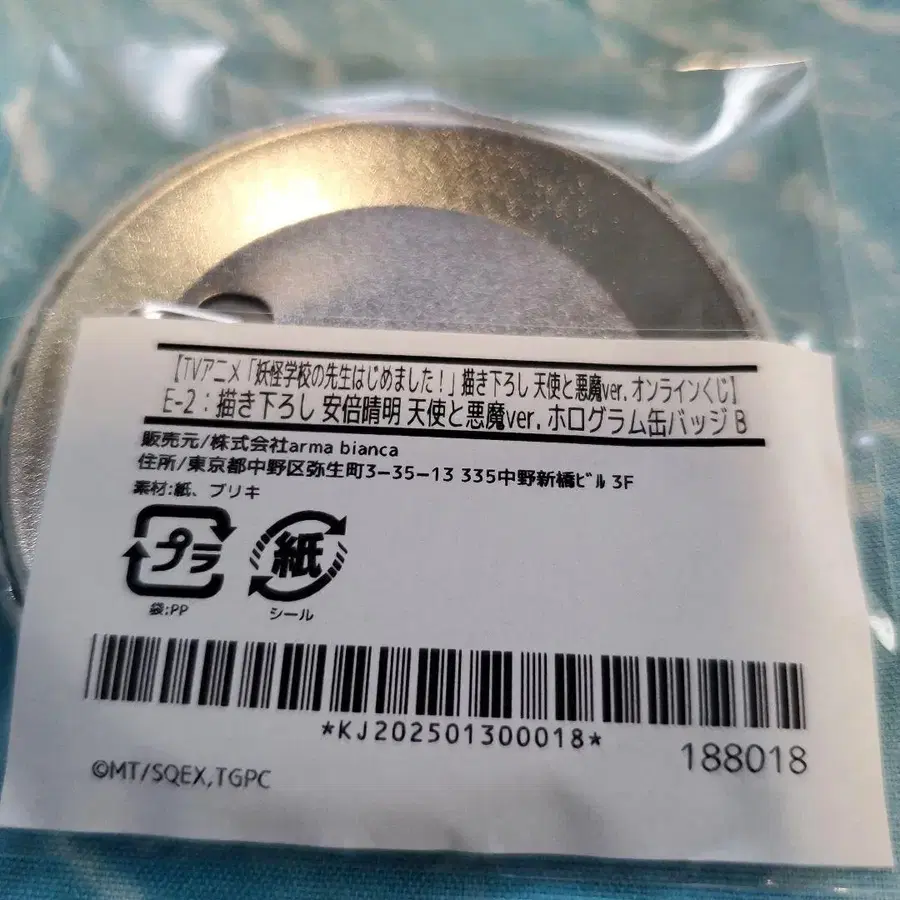 【TVアニメ「妖怪学校の先生はじめました!」描き下ろし 天使と悪魔ver. オンラインくじ】
E-2：描き下ろし 安倍晴明 天使と悪魔ver. ホログラム缶バッジ B
販売元/株式会社arma bianca
住所/東京都中野区弥生町3-35-13 335中野新橋ﾋﾞﾙ 3F
素材:紙、ブリキ
プラ 紙
袋:PP シール
*KJ202501300018*
188018
©MT/SQEX,TGPC